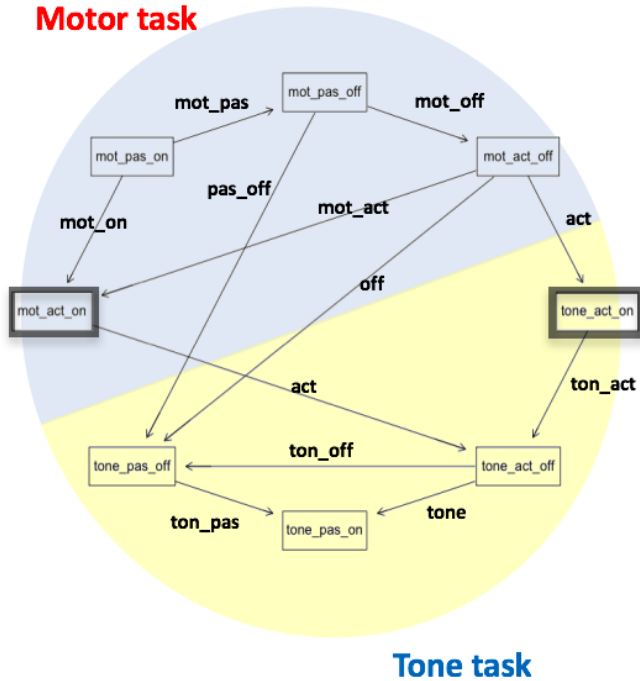 Motor task
mot_pas_off
mot_pas
mot_off
mot_pas_on
mot_act_off
pas_off
mot_act
mot_on
act
off
mot_act_on
tone_act_on
act
ton_act
ton_off
tone_pas_off
tone_act_off
ton_pas
tone
tone_pas_on
Tone task